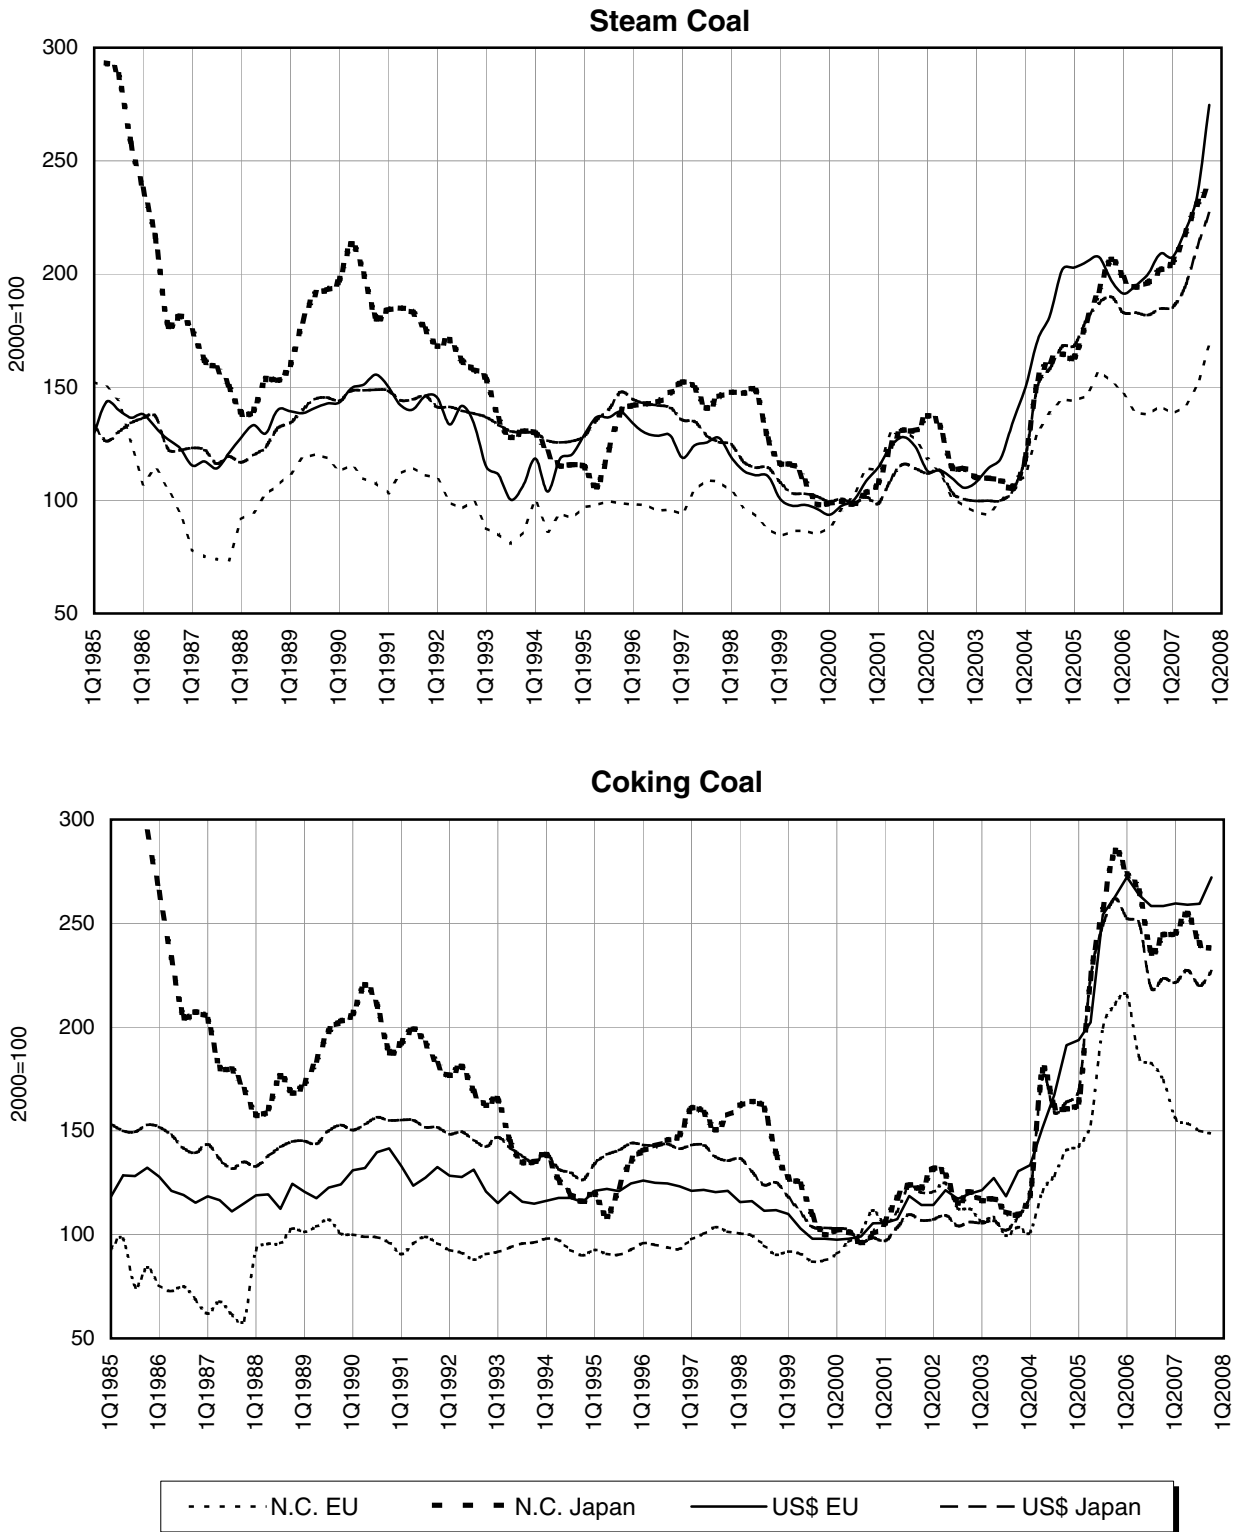 Steam Coal
300
250
200
150
100
50
2000=100
1Q1985
1Q1986
1Q1987
1Q1988
1Q1989
1Q1990
1Q1991
1Q1992
1Q1993
1Q1994
1Q1995
1Q1996
1Q1997
1Q1998
1Q1999
1Q2000
1Q2001
1Q2002
1Q2003
1Q2004
1Q2005
1Q2006
1Q2007
1Q2008
Coking Coal
300
250
200
150
100
50
2000=100
1Q1985
1Q1986
1Q1987
1Q1988
1Q1989
1Q1990
1Q1991
1Q1992
1Q1993
1Q1994
1Q1995
1Q1996
1Q1997
1Q1998
1Q1999
1Q2000
1Q2001
1Q2002
1Q2003
1Q2004
1Q2005
1Q2006
1Q2007
1Q2008
N.C. EU N.C. Japan US$ EU US$ Japan